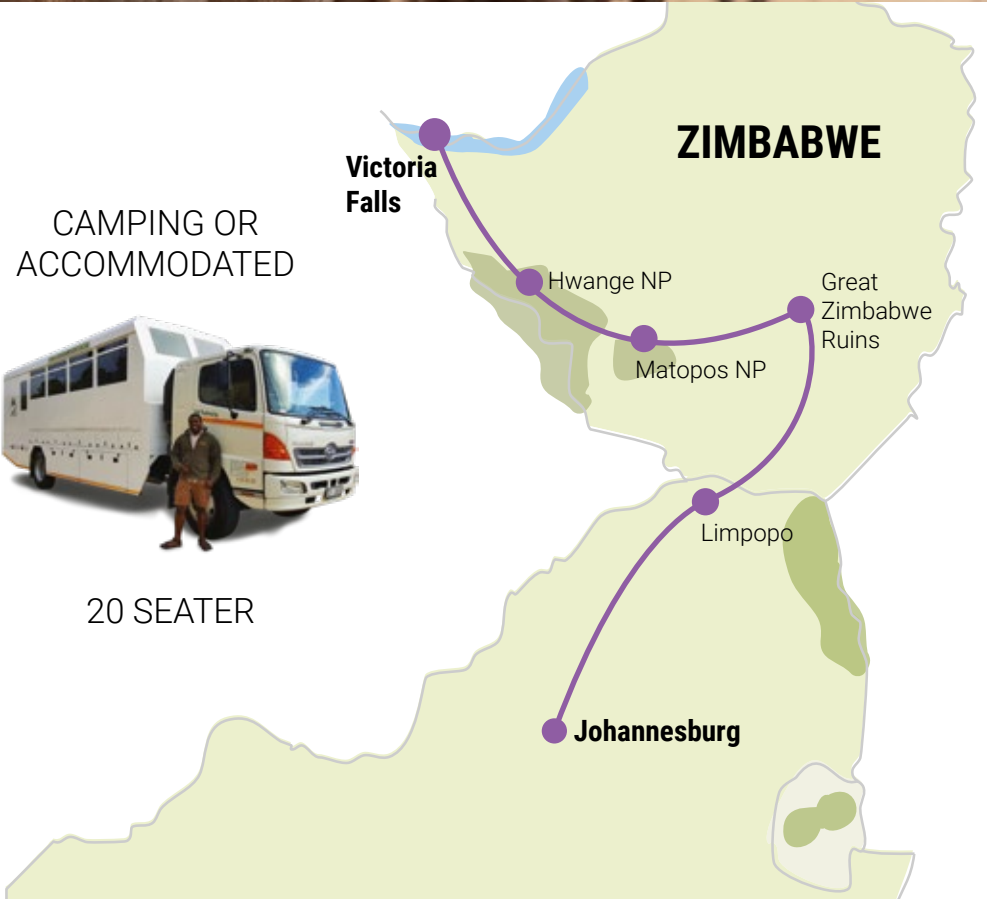 ZIMBABWE
Victoria
Falls
CAMPING OR
ACCOMMODATED
Hwange NP
Great
Zimbabwe
Ruins
Matopos NP
Limpopo
20 SEATER
Johannesburg